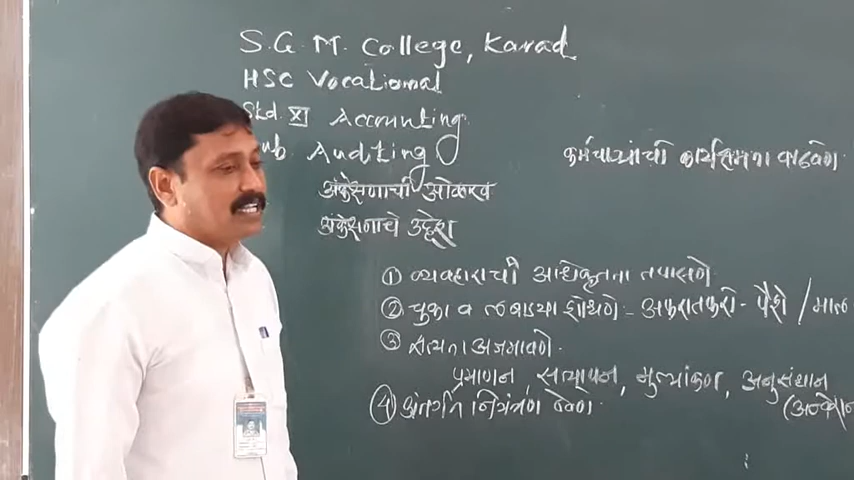 S.G.M. College, Karad
HSC Vocational
Std. XI Accounting
Sub Auditing
कर्मचाऱ्यांची कार्यक्षमता वाढवणे
अंकेक्षणाची ओळख
अंकेक्षणाचे उद्देश
① व्यवहाराची अधिकृतता तपासणे
② चुका व लबाड्या शोधणे - अफरातफरी - पैशे / माल
③ सत्यता अजमावणे.
प्रमाणन, सत्यापन, मुल्यांकन, अनुसंधान
④ अंतर्गत नियंत्रण ठेवणे.